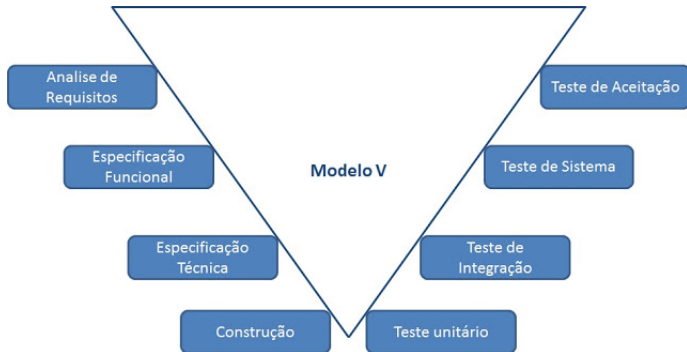 Analise de
Requisitos
Teste de Aceitação
Especificação
Funcional
Modelo V
Teste de Sistema
Especificação
Técnica
Teste de
Integração
Construção
Teste unitário